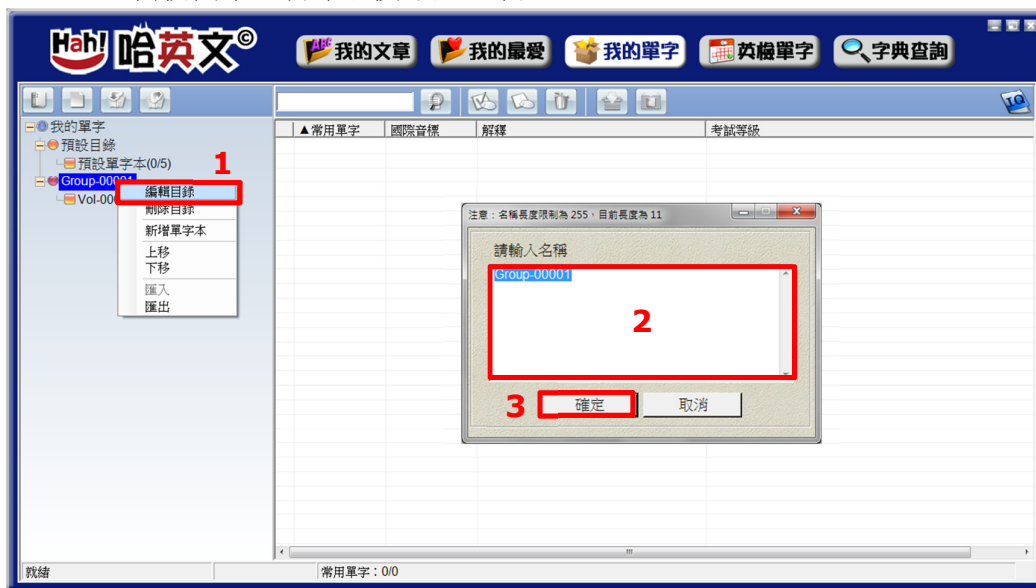 Hah! 哈英文©
ABC 我的文章
我的最愛
我的單字
英檢單字
字典查詢
IQ
我的單字
▲常用單字 國際音標 解釋 考試等級
預設目錄
預設單字本(0/5)
1
Group-00001
編輯目錄
Vol-00
刪除目錄
新增單字本
上移
下移
匯入
匯出
注意：名稱長度限制為 255，目前長度為 11
請輸入名稱
Group-00001
2
3
確定
取消
就緒
常用單字：0/0